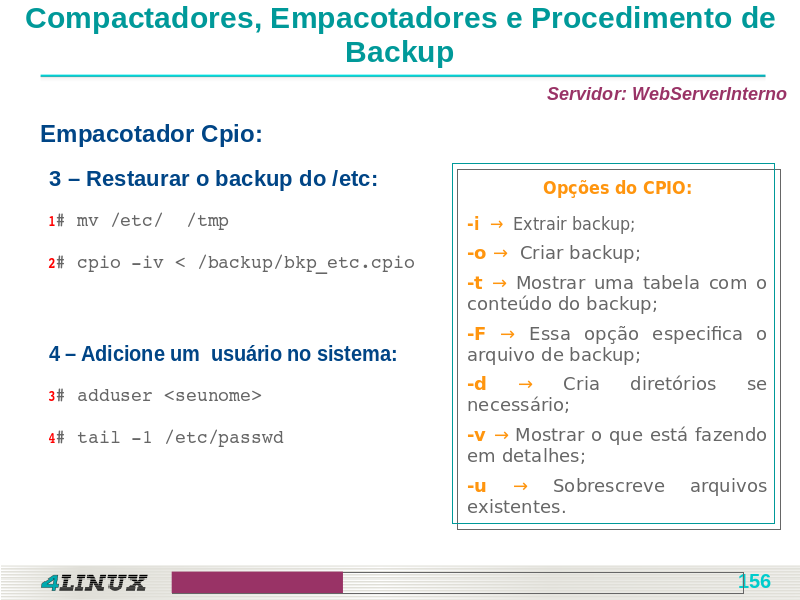 Compactadores, Empacotadores e Procedimento de
Backup
Servidor: WebServerInterno
Empacotador Cpio:
3 – Restaurar o backup do /etc:
1# mv /etc/  /tmp
2# cpio –iv < /backup/bkp_etc.cpio
4 – Adicione um  usuário no sistema:
3# adduser <seunome>
4# tail –1 /etc/passwd
Opções do CPIO:
-i → Extrair backup;
-o → Criar backup;
-t → Mostrar uma tabela com o
conteúdo do backup;
-F → Essa opção especifica o
arquivo de backup;
-d → Cria diretórios se
necessário;
-v → Mostrar o que está fazendo
em detalhes;
-u → Sobrescreve arquivos
existentes.
4LINUX
156